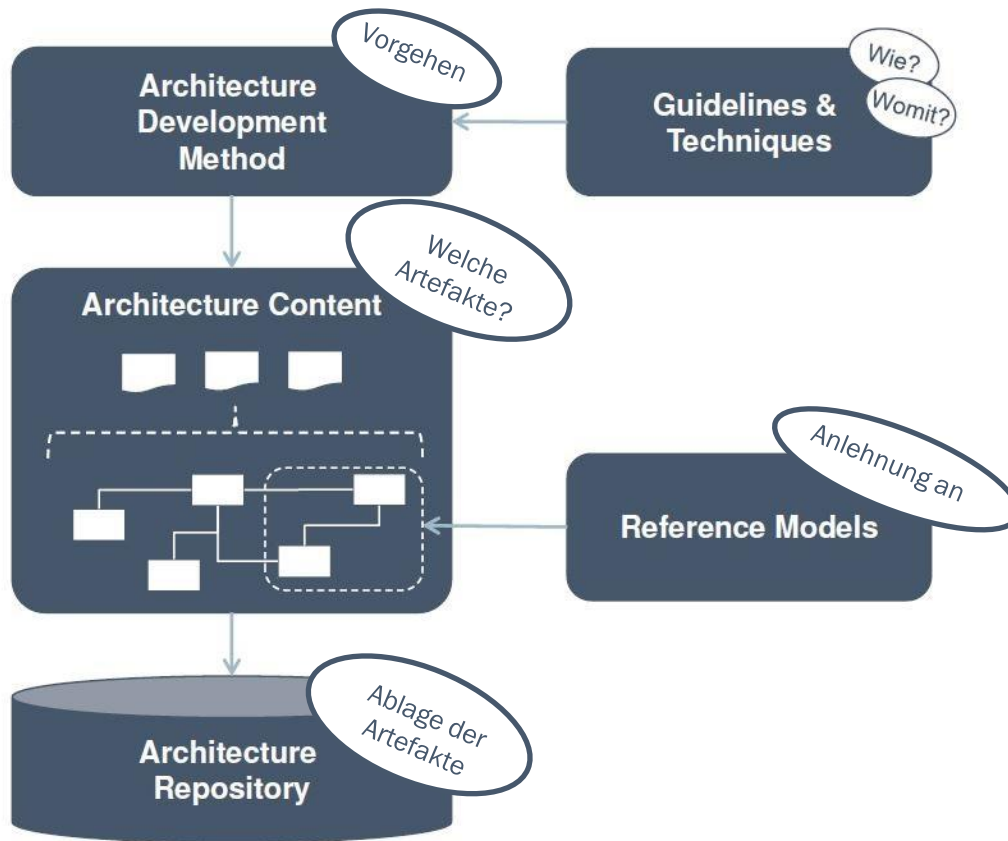 Vorgehen
Architecture
Development
Method
Wie?
Womit?
Guidelines &
Techniques
Welche
Artefakte?
Architecture Content
Anlehnung an
Reference Models
Ablage der
Artefakte
Architecture
Repository